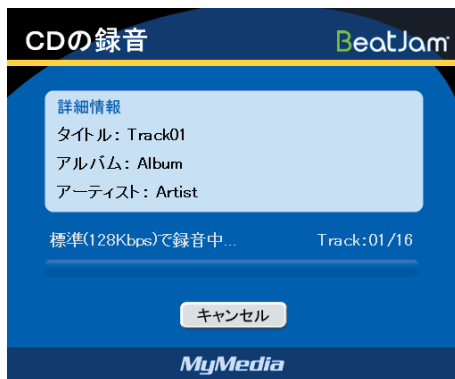 CDの録音
BeatJam
詳細情報
タイトル: Track01
アルバム: Album
アーティスト: Artist
標準(128Kbps)で録音中... Track:01/16
キャンセル
MyMedia